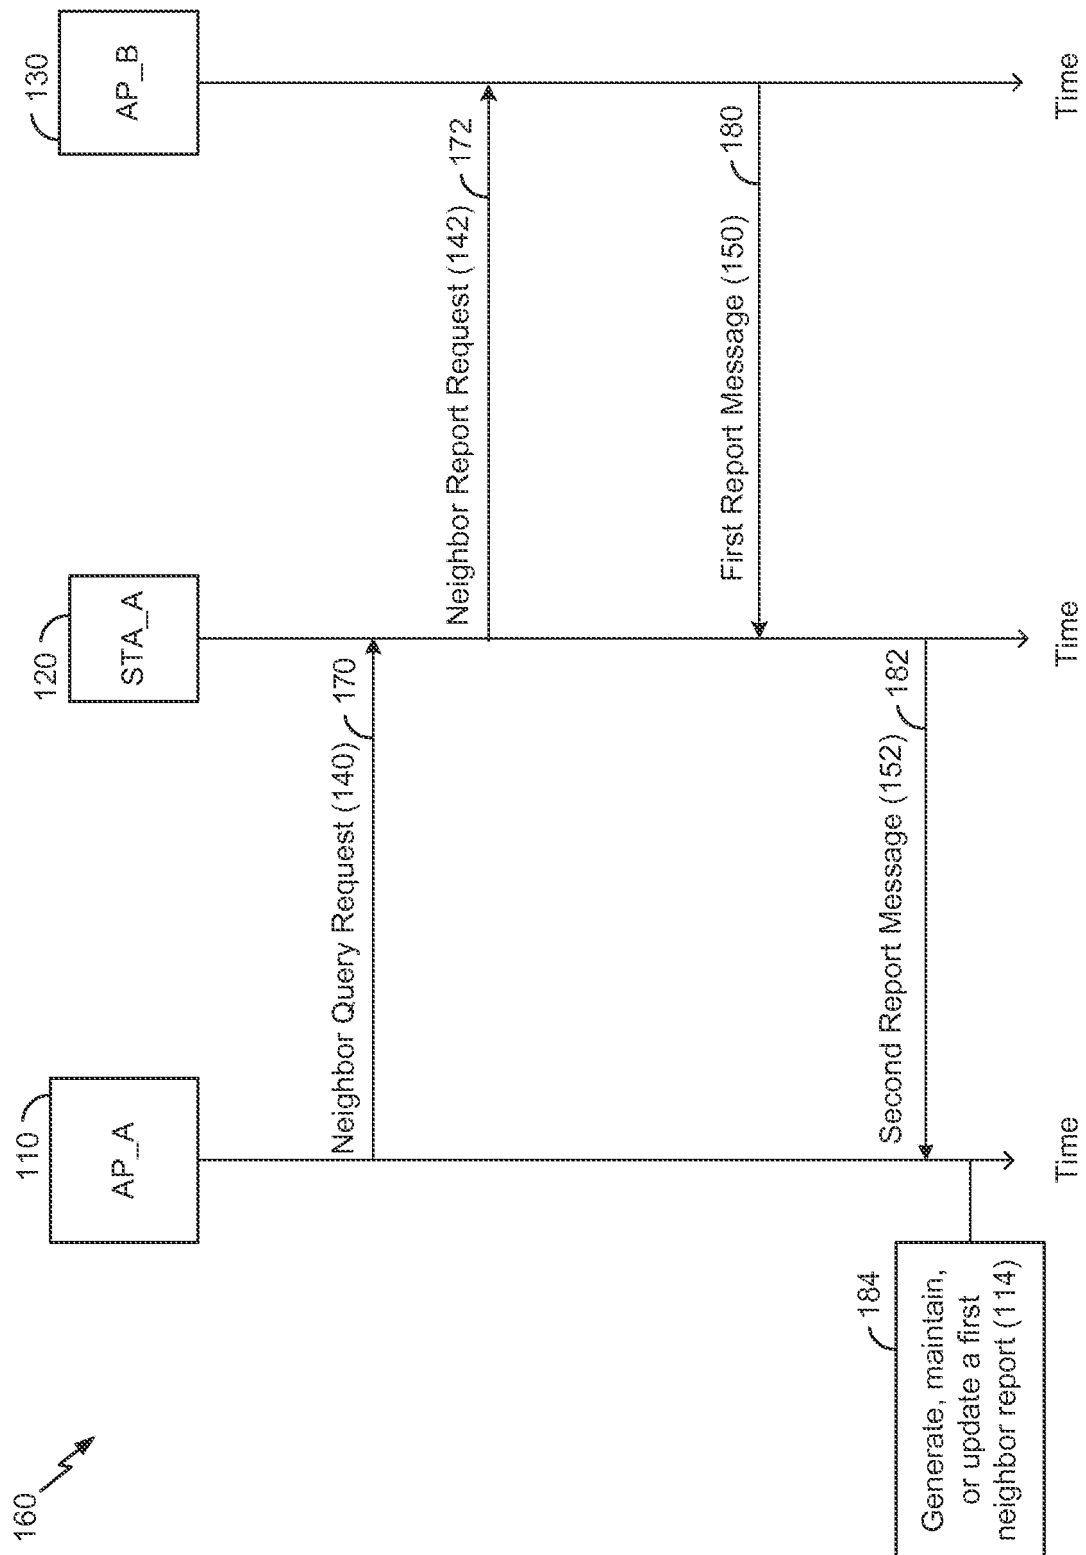 160
110
AP_A
120
STA_A
130
AP_B
Neighbor Query Request (140)
170
Neighbor Report Request (142)
172
First Report Message (150)
180
Second Report Message (152)
182
184
Generate, maintain,
or update a first
neighbor report (114)
Time
Time
Time